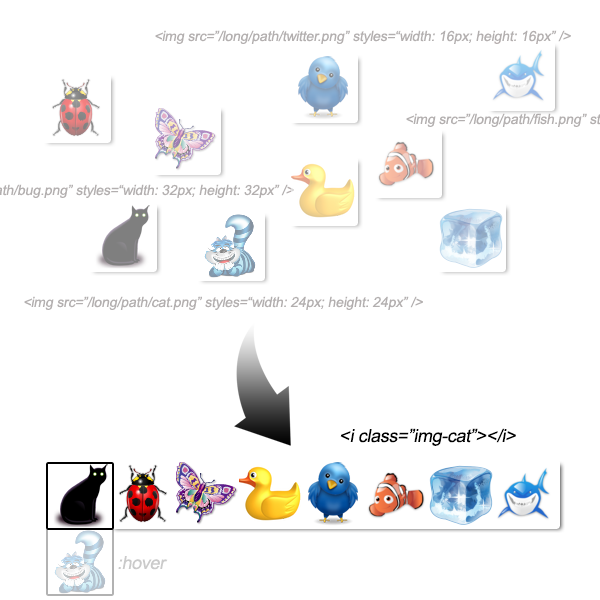 <img src=”/long/path/twitter.png” styles=“width: 16px; height: 16px” />
<img src=”/long/path/fish.png” st
ath/bug.png” styles=“width: 32px; height: 32px” />
<img src=”/long/path/cat.png” styles=“width: 24px; height: 24px” />
<i class=”img-cat”></i>
:hover